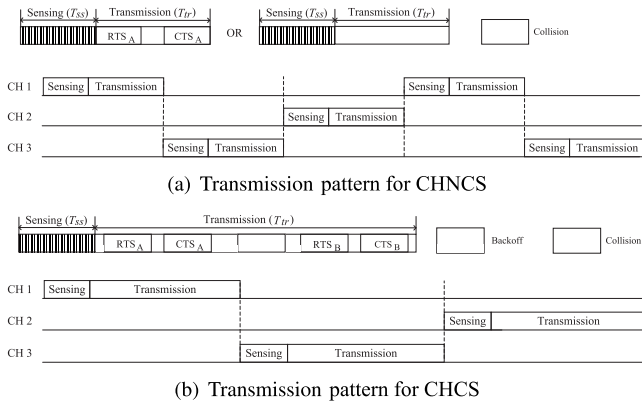 Sensing (Tss) Transmission (Ttr) Sensing (Tss) Transmission (Ttr)
RTS A CTS A OR Collision
CH 1 Sensing Transmission Sensing Transmission
CH 2 Sensing Transmission
CH 3 Sensing Transmission Sensing Transmission
(a) Transmission pattern for CHNCS
Sensing (Tss) Transmission (Ttr)
RTS A CTS A RTS B CTS B Backoff Collision
CH 1 Sensing Transmission
CH 2 Sensing Transmission
CH 3 Sensing Transmission
(b) Transmission pattern for CHCS